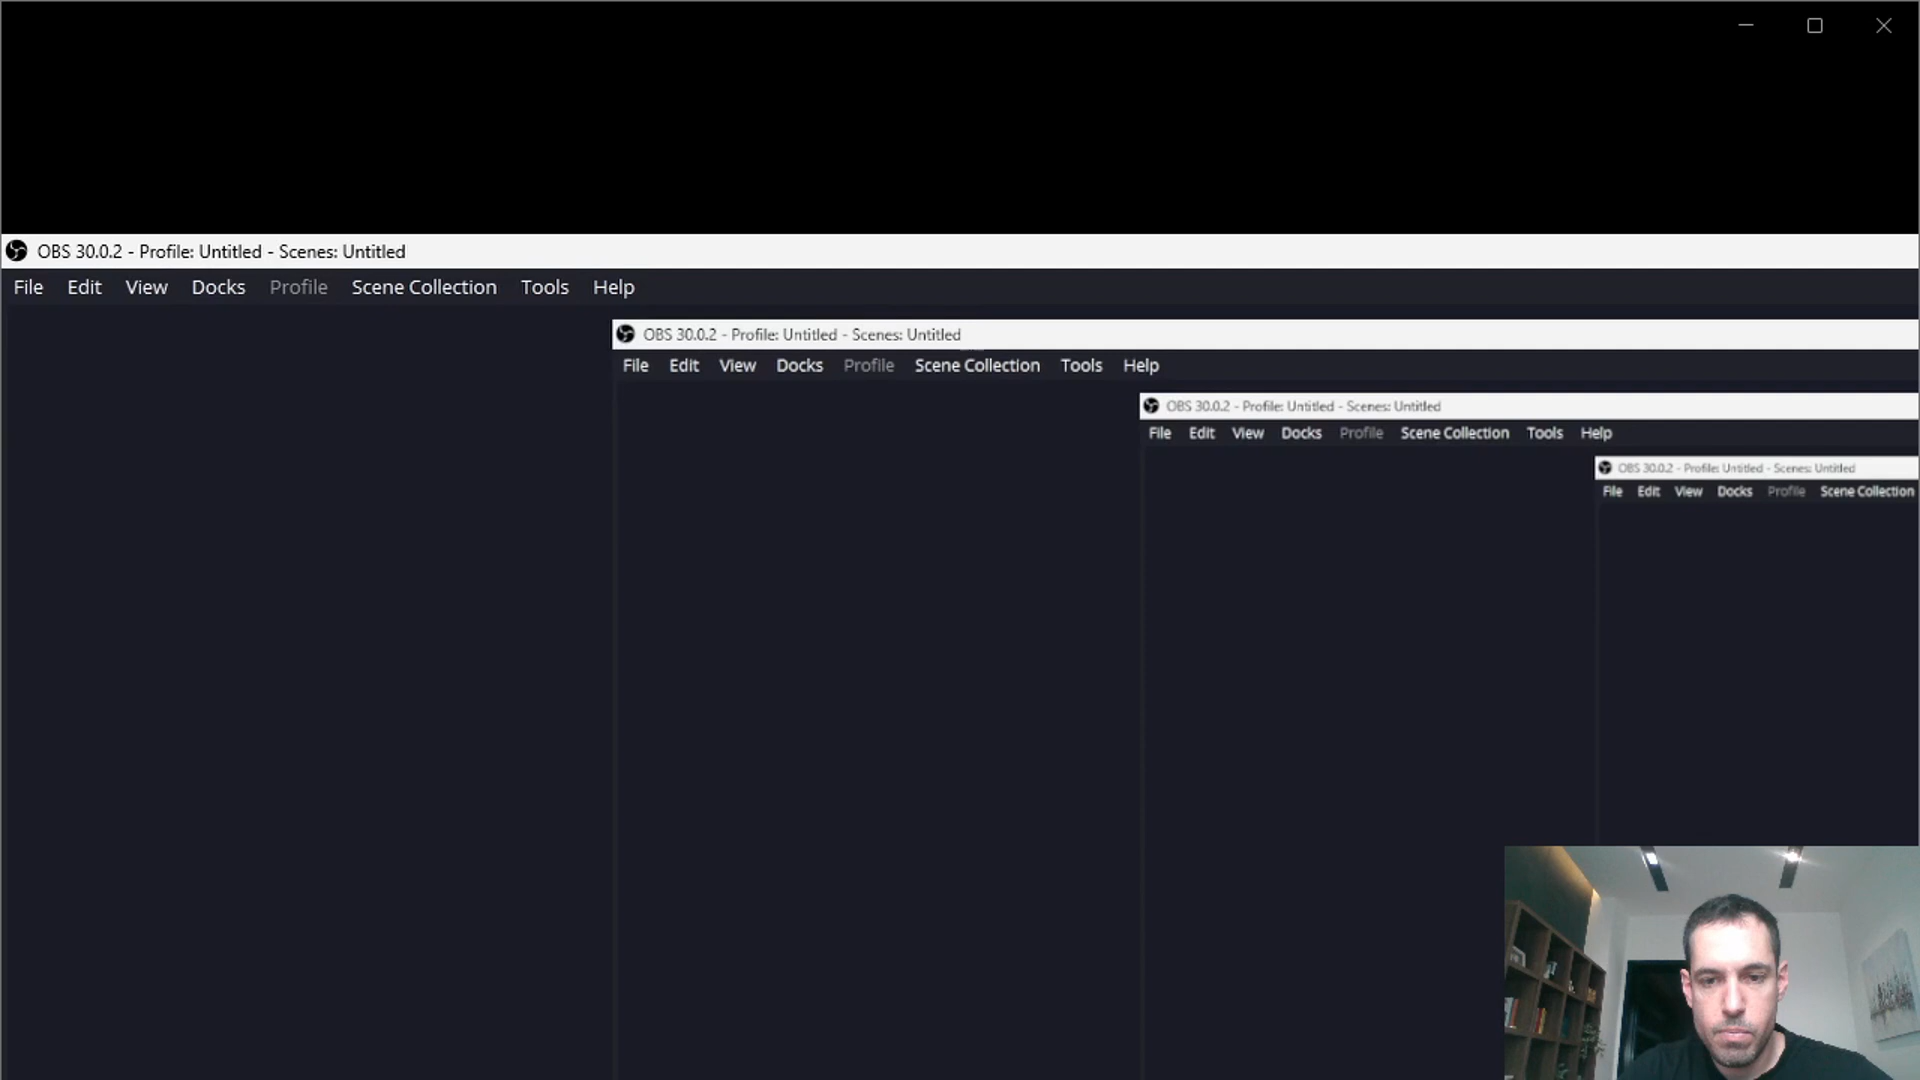 OBS 30.0.2 - Profile: Untitled - Scenes: Untitled
File Edit View Docks Profile Scene Collection Tools Help
OBS 30.0.2 - Profile: Untitled - Scenes: Untitled
File Edit View Docks Profile Scene Collection Tools Help
OBS 30.0.2 - Profile: Untitled - Scenes: Untitled
File Edit View Docks Profile Scene Collection Tools Help
OBS 30.0.2 - Profile: Untitled - Scenes: Untitled
File Edit View Docks Profile Scene Collection